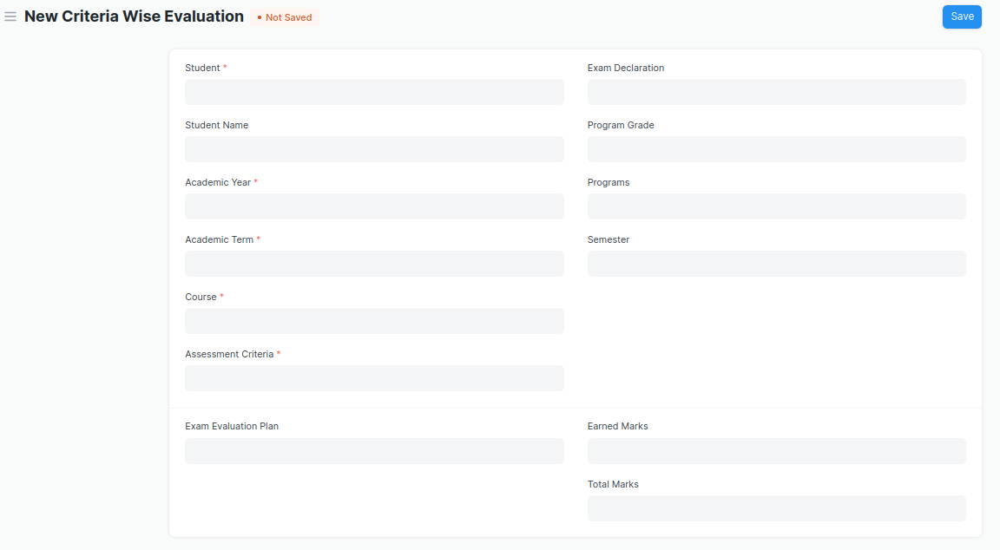 New Criteria Wise Evaluation
• Not Saved
Save
Student *
Exam Declaration
Student Name
Program Grade
Academic Year *
Programs
Academic Term *
Semester
Course *
Assessment Criteria *
Exam Evaluation Plan
Earned Marks
Total Marks